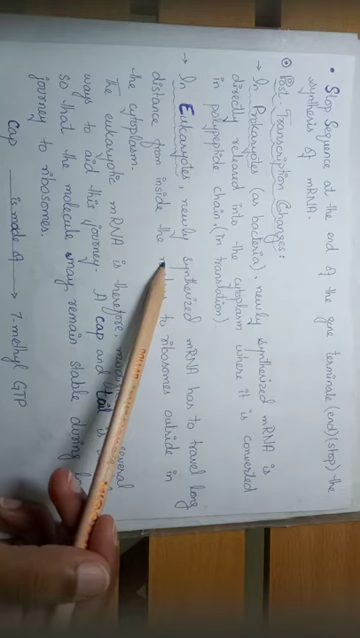 • Stop Sequence at the end of the gene terminate (end)(stop) the
synthesis of mRNA.
⊙ Post-Transcription Changes:
→ In Prokaryotes (as bacteria), newly synthesized mRNA is
directly released into the cytoplasm where it is converted
in polypeptide chain. (in translation)
→ In Eukaryotes, newly synthesized mRNA has to travel long
distance from inside the to ribosomes outside in
the cytoplasm.
The eukaryotic mRNA is therefore, several
ways to aid this journey. A cap and tail is
so that the molecule may remain stable during
journey to ribosomes.
Cap is made of → 7-methyl GTP